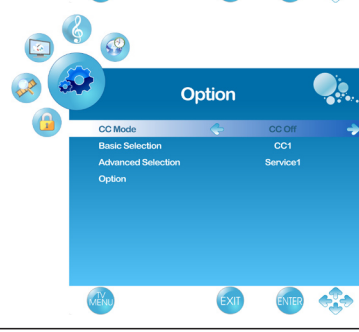 Option
CC Mode CC Off
Basic Selection CC1
Advanced Selection Service1
Option
TV
MENU EXIT ENTER